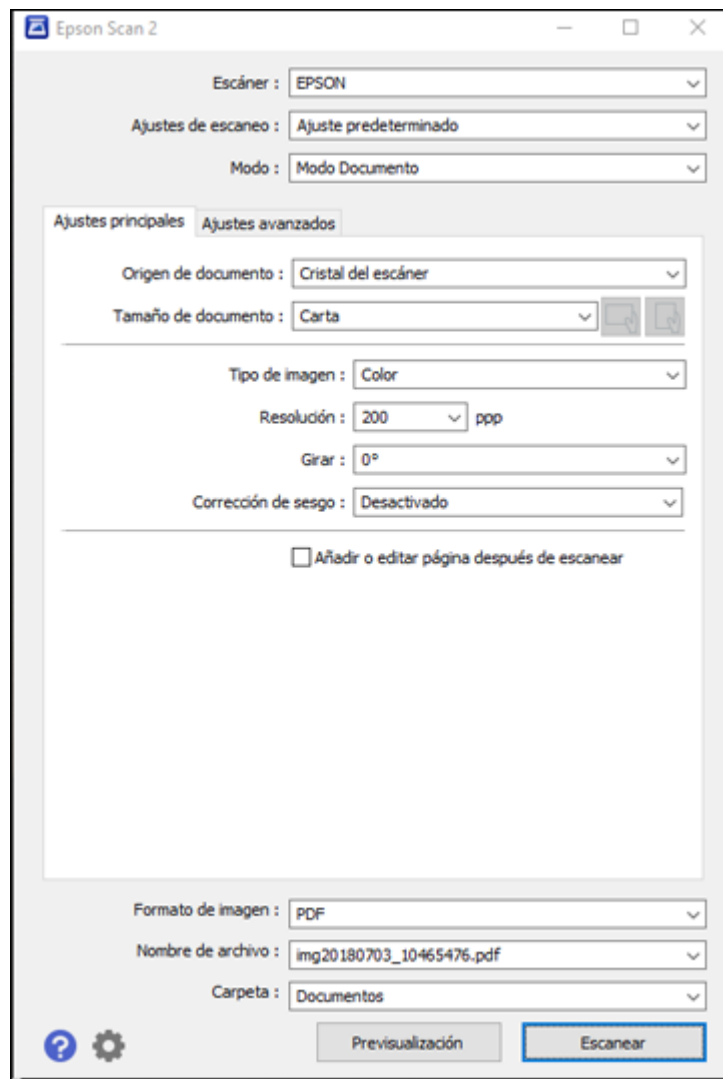 Epson Scan 2
Escáner : EPSON
Ajustes de escaneo : Ajuste predeterminado
Modo : Modo Documento
Ajustes principales Ajustes avanzados
Origen de documento : Cristal del escáner
Tamaño de documento : Carta
Tipo de imagen : Color
Resolución : 200 ppp
Girar : 0°
Corrección de sesgo : Desactivado
Añadir o editar página después de escanear
Formato de imagen : PDF
Nombre de archivo : img20180703_10465476.pdf
Carpeta : Documentos
? Previsualización Escanear